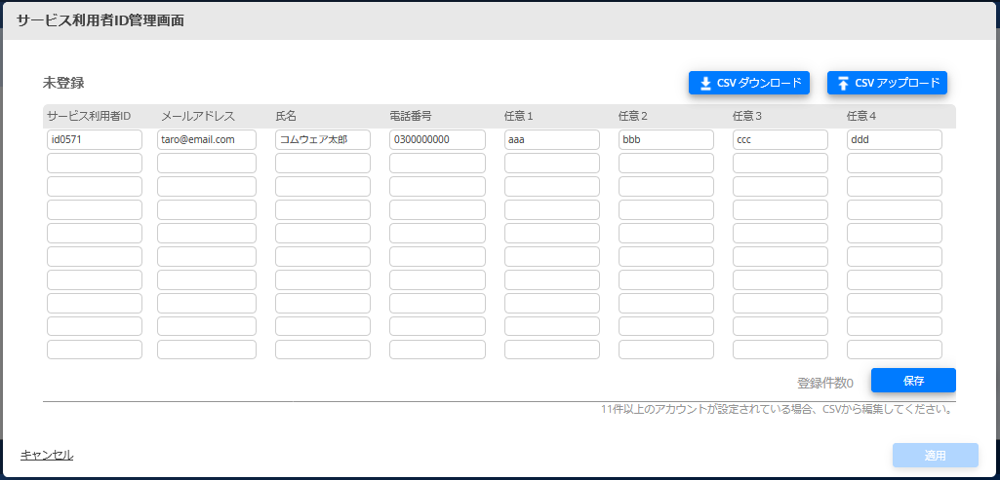 サービス利用者ID管理画面
未登録
CSV ダウンロード
CSV アップロード
サービス利用者ID メールアドレス 氏名 電話番号 任意１ 任意２ 任意３ 任意４
id0571 taro@email.com コムウェア太郎 0300000000 aaa bbb ccc ddd
登録件数0
保存
11件以上のアカウントが設定されている場合、CSVから編集してください。
キャンセル
適用